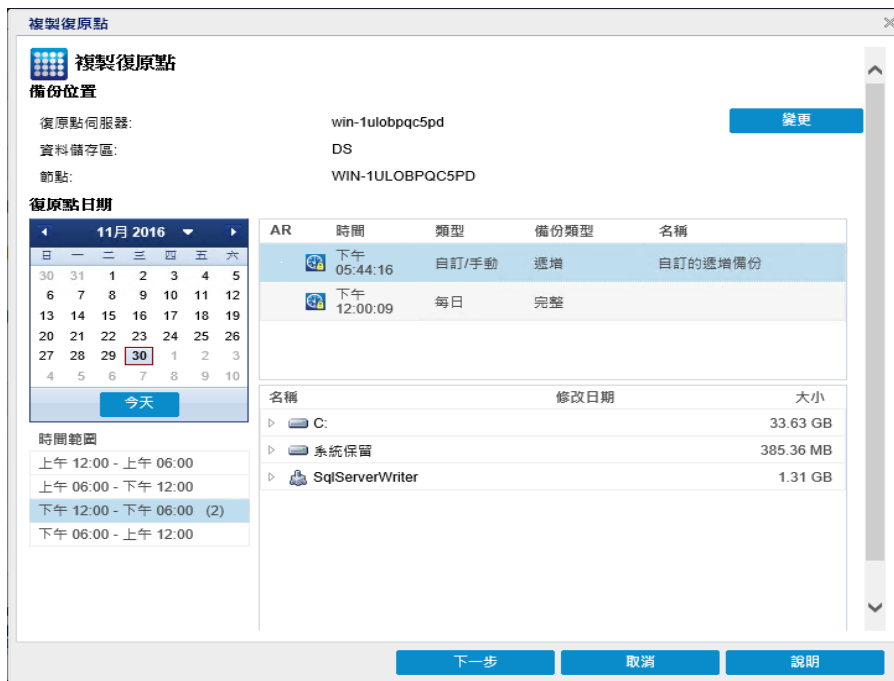 複製復原點
複製復原點
備份位置
復原點伺服器: win-1ulobpqc5pd 變更
資料儲存區: DS
節點: WIN-1ULOBPQC5PD
復原點日期
11月 2016
日 一 二 三 四 五 六
30 31 1 2 3 4 5
6 7 8 9 10 11 12
13 14 15 16 17 18 19
20 21 22 23 24 25 26
27 28 29 30 1 2 3
4 5 6 7 8 9 10
今天
時間範圍
上午 12:00 - 上午 06:00
上午 06:00 - 下午 12:00
下午 12:00 - 下午 06:00 (2)
下午 06:00 - 上午 12:00
AR 時間 類型 備份類型 名稱
下午 05:44:16 自訂/手動 遞增 自訂的遞增備份
下午 12:00:09 每日 完整
名稱 修改日期 大小
C: 33.63 GB
系統保留 385.36 MB
SqlServerWriter 1.31 GB
下一步 取消 說明